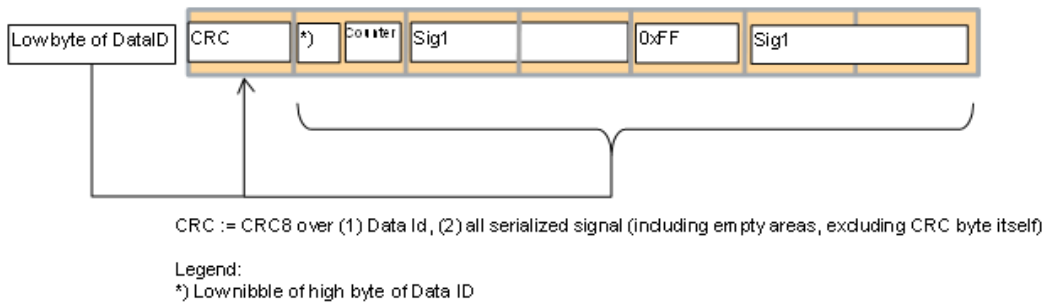 Lowbyte of DataID CRC *) Counter Sig1 0xFF Sig1
CRC := CRC8 over (1) Data Id, (2) all serialized signal (including empty areas, excluding CRC byte itself)
Legend:
*) Lownibble of high byte of Data ID